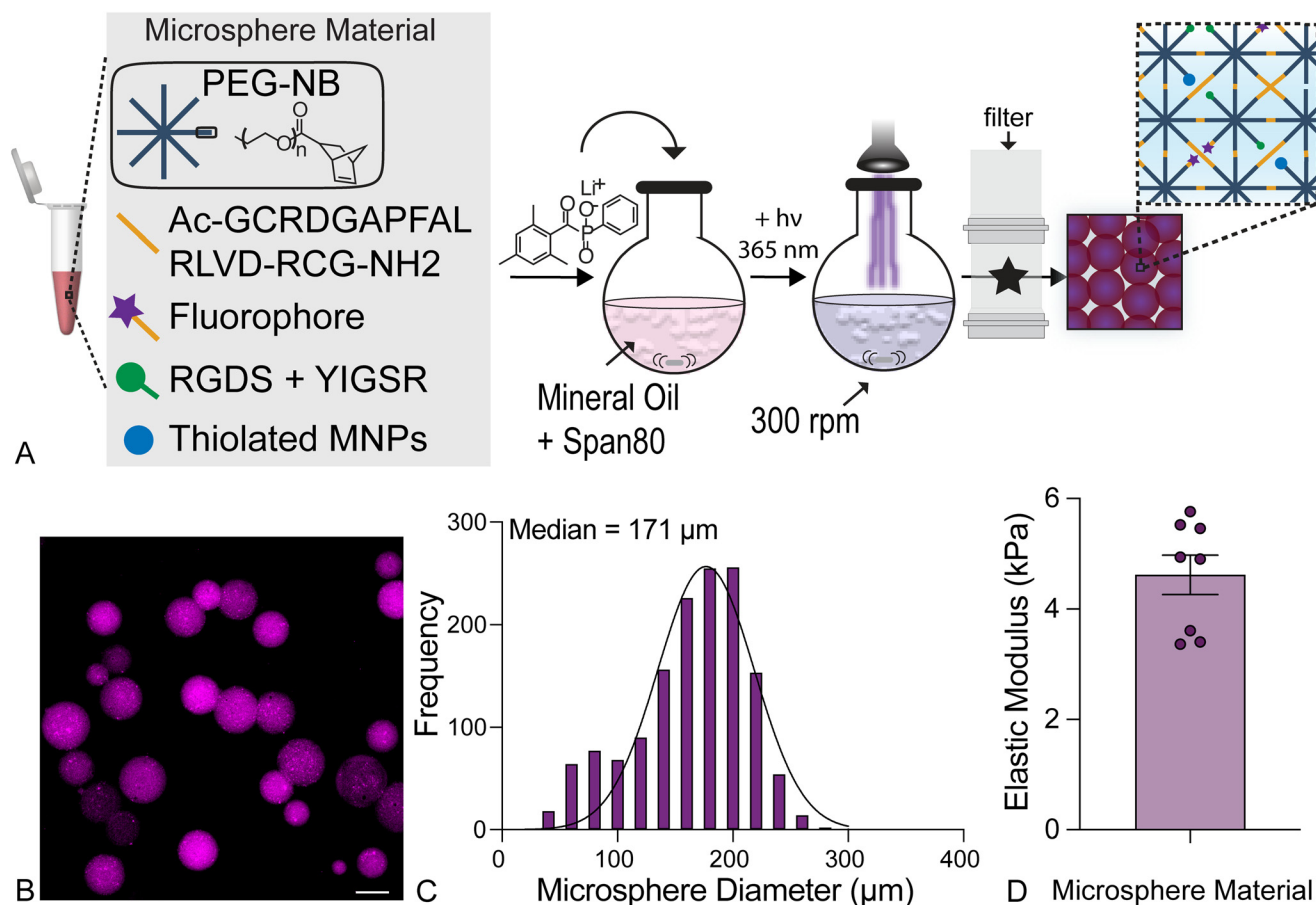 A
Microsphere Material
PEG-NB
O
O
n
Ac-GCRDGAPFAL
RLVD-RCG-NH2
Fluorophore
RGDS + YIGSR
Thiolated MNPs
Li+
O
O-
P
O
Mineral Oil
+ Span80
+ hν
365 nm
300 rpm
filter
B
C
Median = 171 µm
Frequency
300
200
100
0
0 100 200 300 400
Microsphere Diameter (µm)
D
Elastic Modulus (kPa)
6
4
2
0
Microsphere Material